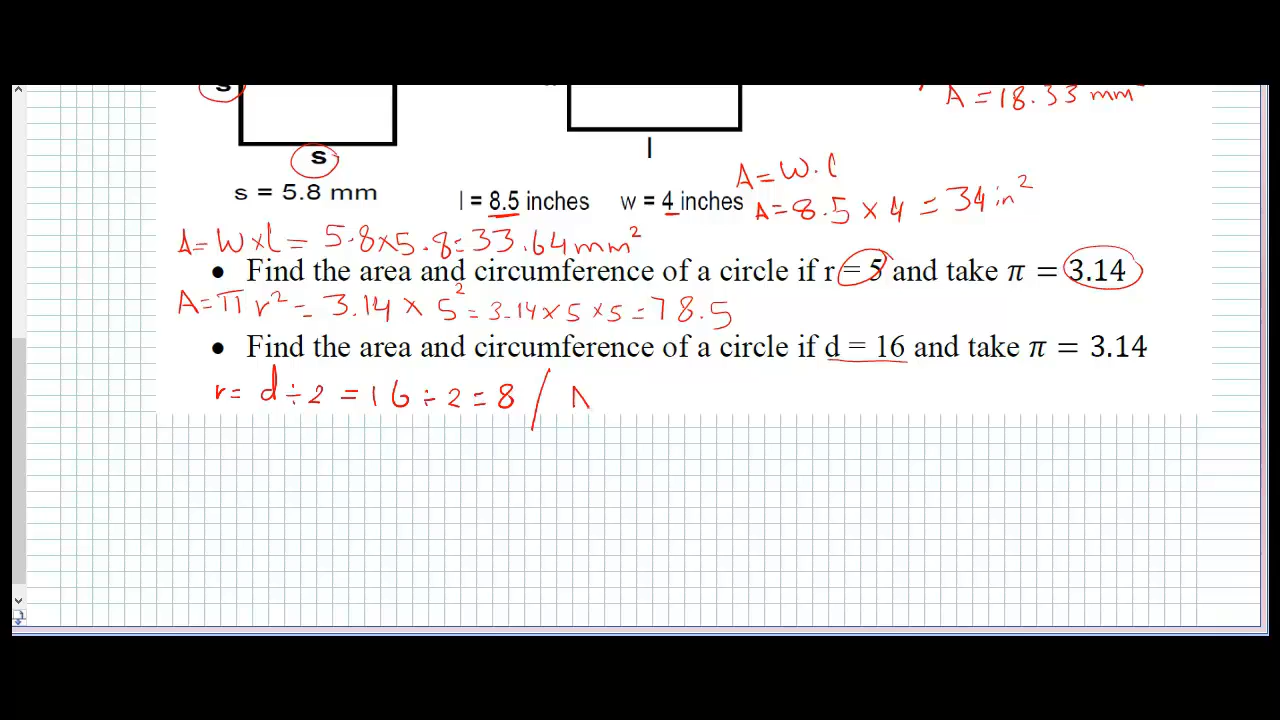 s
A = 18.33 mm
s
l
A = w . l
s = 5.8 mm
l = 8.5 inches w = 4 inches
A = 8.5 × 4 = 34 in²
A = W × L = 5.8 × 5.8 = 33.64 mm²
• Find the area and circumference of a circle if r = 5 and take π = 3.14
A = π r² = 3.14 × 5² = 3.14 × 5 × 5 = 78.5
• Find the area and circumference of a circle if d = 16 and take π = 3.14
r = d ÷ 2 = 16 ÷ 2 = 8 /